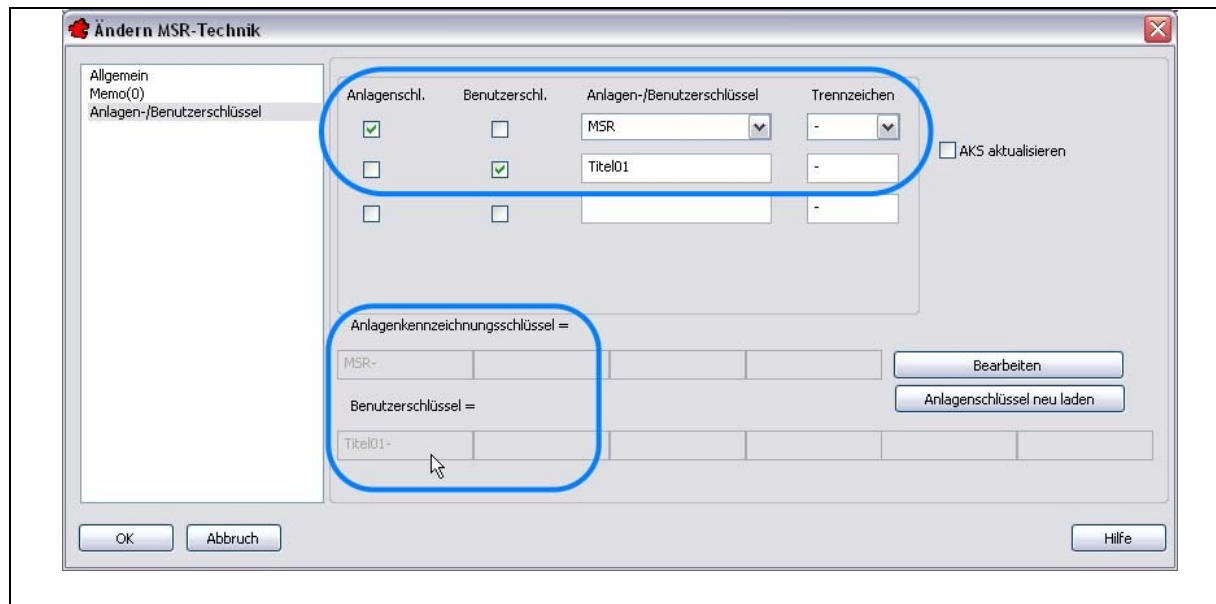 Ändern MSR-Technik
Allgemein
Memo(0)
Anlagen-/Benutzerschlüssel
Anlagenschl. Benutzerschl. Anlagen-/Benutzerschlüssel Trennzeichen
MSR -
AKS aktualisieren
Titel01 -
-
Anlagenkennzeichnungsschlüssel =
MSR-
Bearbeiten
Anlagenschlüssel neu laden
Benutzerschlüssel =
Titel01-
OK Abbruch Hilfe